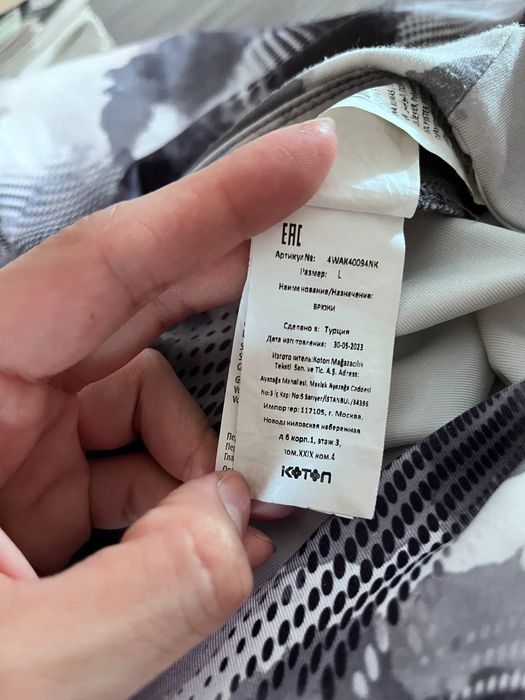 EAC
Артикул №: 4WAK40094NK
Размер: L
Наименование/Назначение:
БРЮКИ
Сделано в: Турция
Дата изготовления: 30-05-2023
Изготовитель:Koton Mağazacılık
Tekstil San. ve Tic. A.Ş. Adress:
Ayazağa Mahallesi, Maslak Ayazağa Caddesi
No:3 İç Kapı No:5 Sarıyer/İSTANBUL/34396
Импортер: 117105, г. Москва,
Новоданиловская набережная
д 6 корп.1, этаж 3,
пом.XXIX ком.4
KOTON